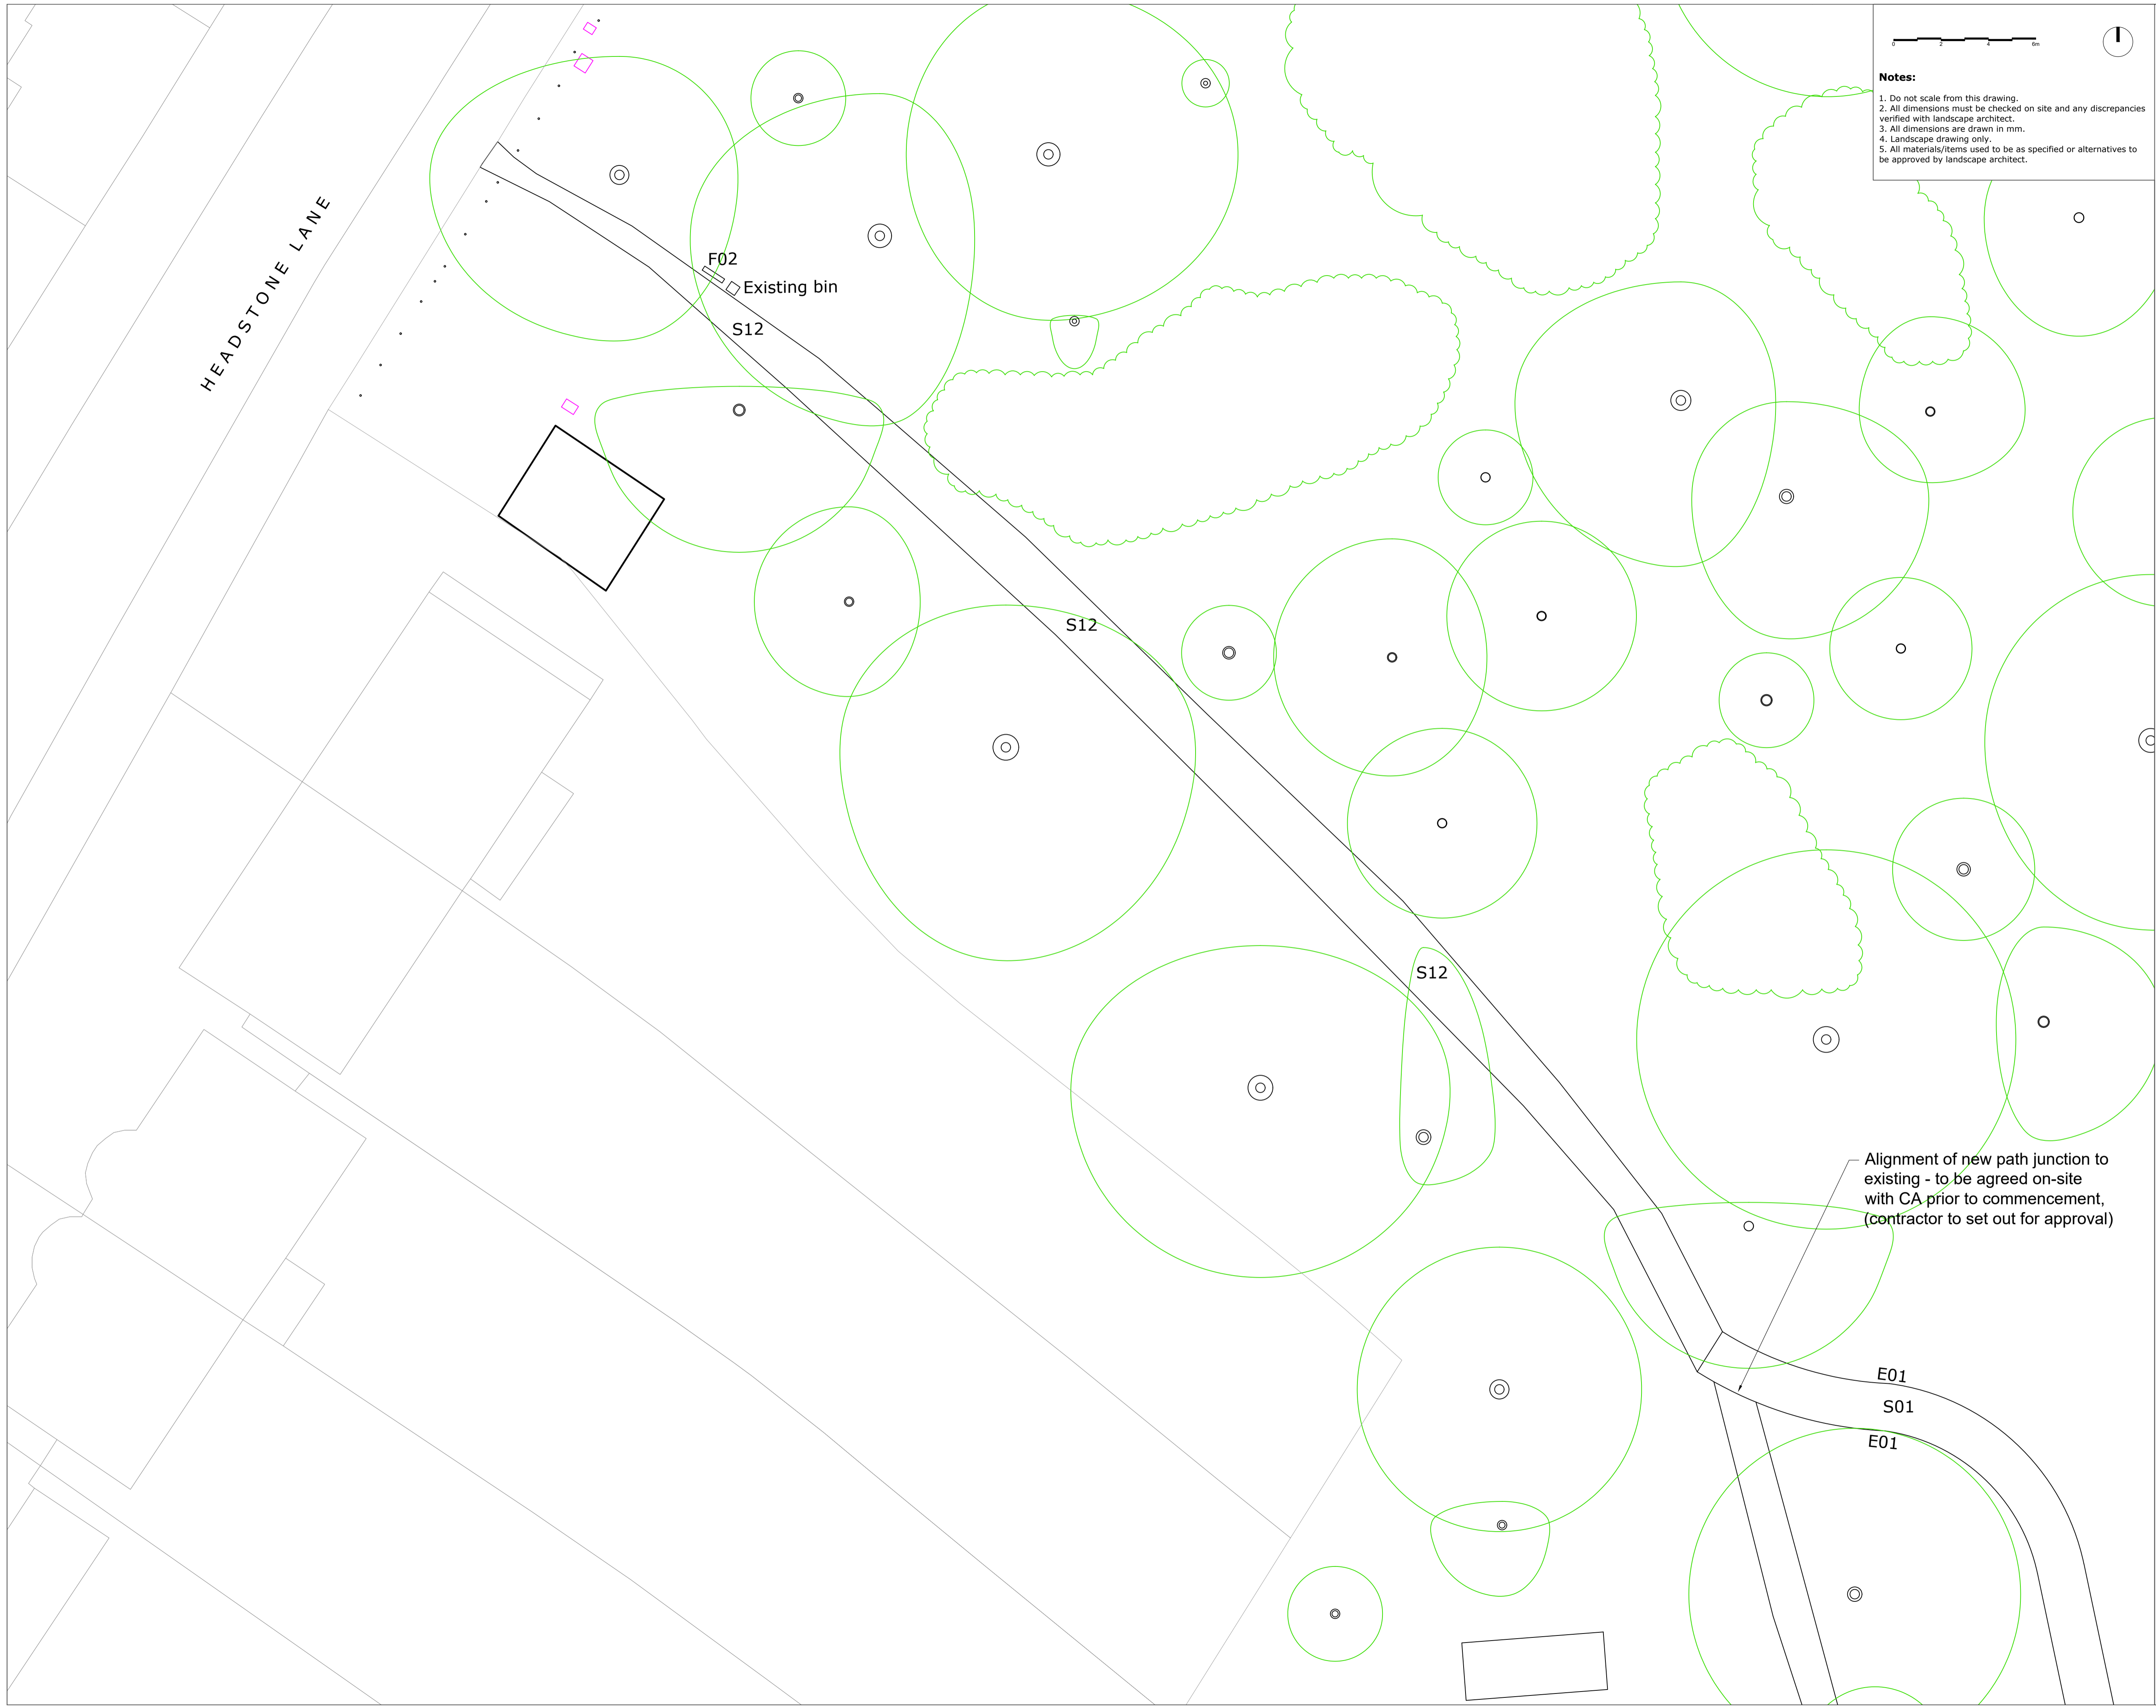 0 2 4 6m
Notes:
1. Do not scale from this drawing.
2. All dimensions must be checked on site and any discrepancies
verified with landscape architect.
3. All dimensions are drawn in mm.
4. Landscape drawing only.
5. All materials/items used to be as specified or alternatives to
be approved by landscape architect.
HEADSTONE LANE
F02
Existing bin
S12
S12
S12
Alignment of new path junction to
existing - to be agreed on-site
with CA prior to commencement,
(contractor to set out for approval)
E01
S01
E01